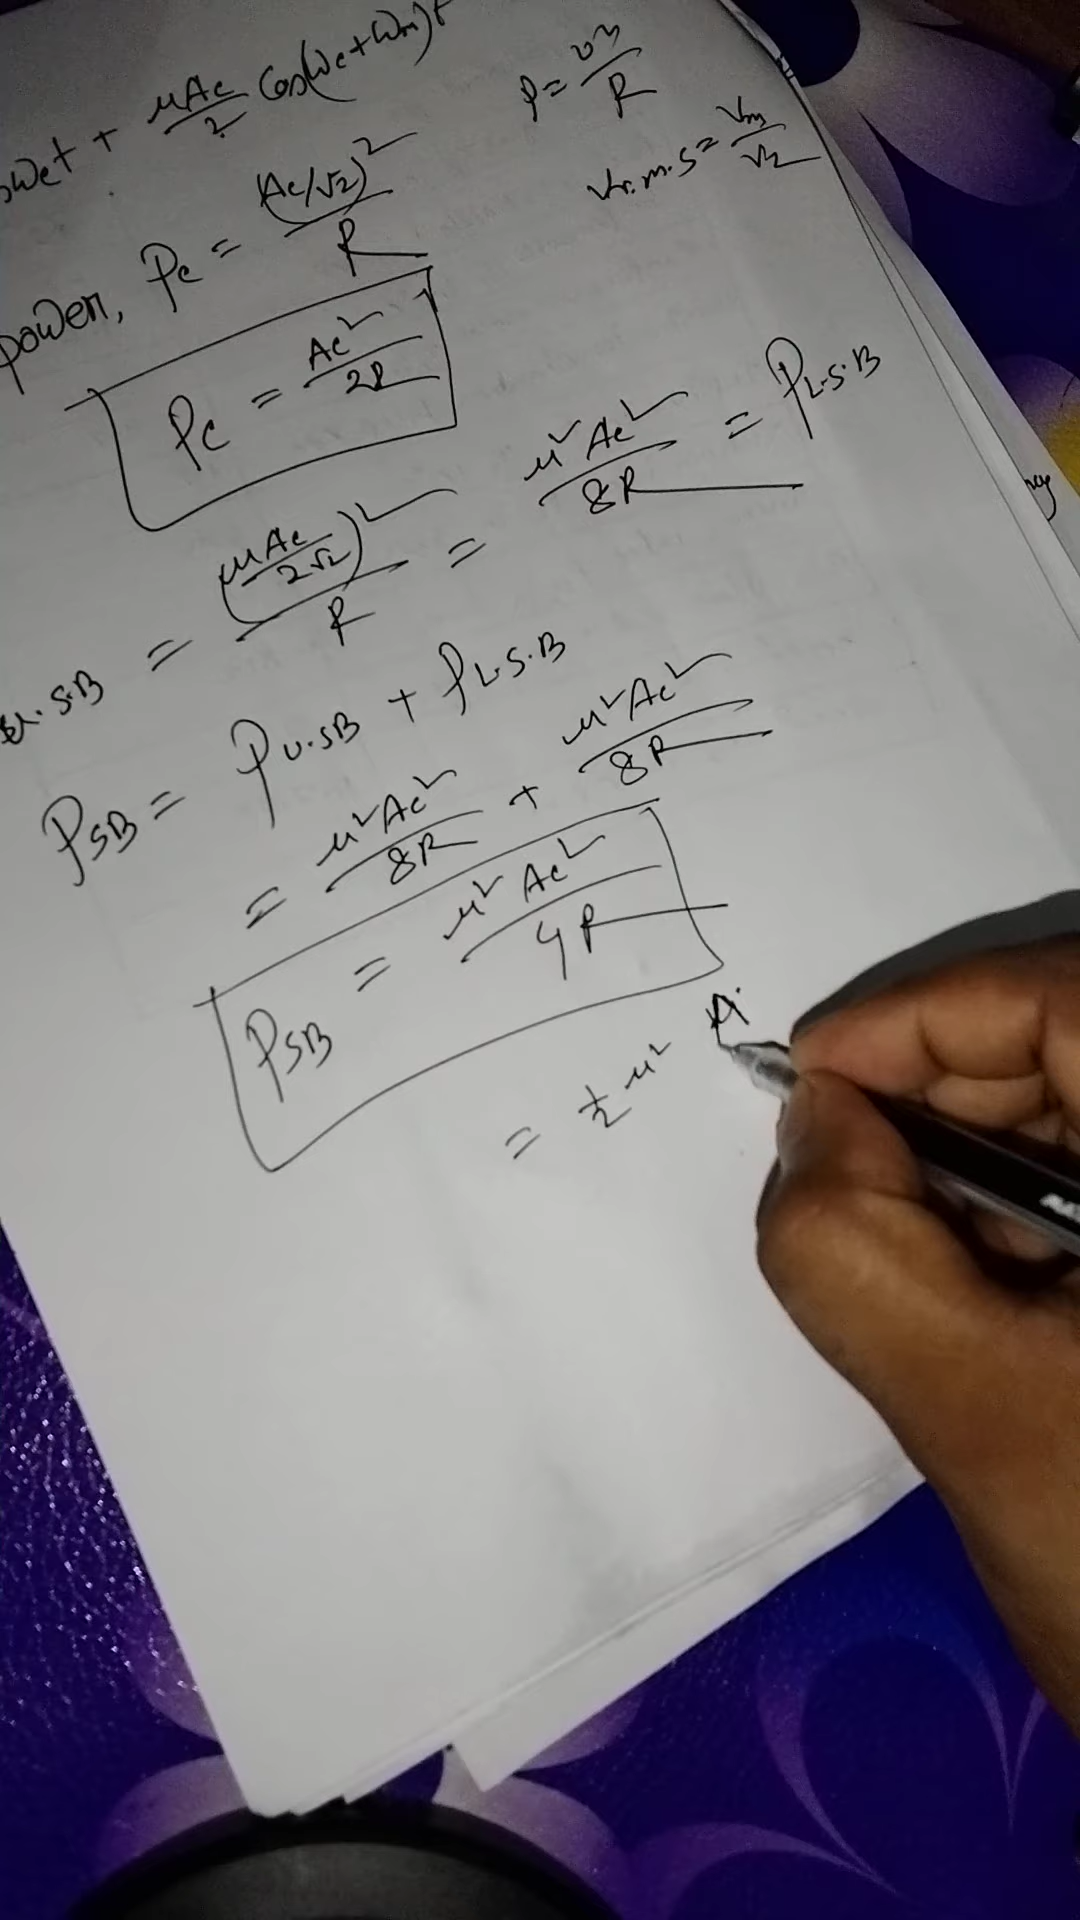 ωct + μAc/2 Cos(ωc+ωm)t
P = v²/R
Vr.m.s = Vm/√2
power, Pc = (Ac/√2)²/R
Pc = Ac²/2R
u.S.B = (μAc/2√2)²/R = μ²Ac²/8R = PL.S.B
PSB = PU.SB + PL.S.B
= μ²Ac²/8R + μ²Ac²/8R
PSB = μ²Ac²/4R
= 1/2 μ² A